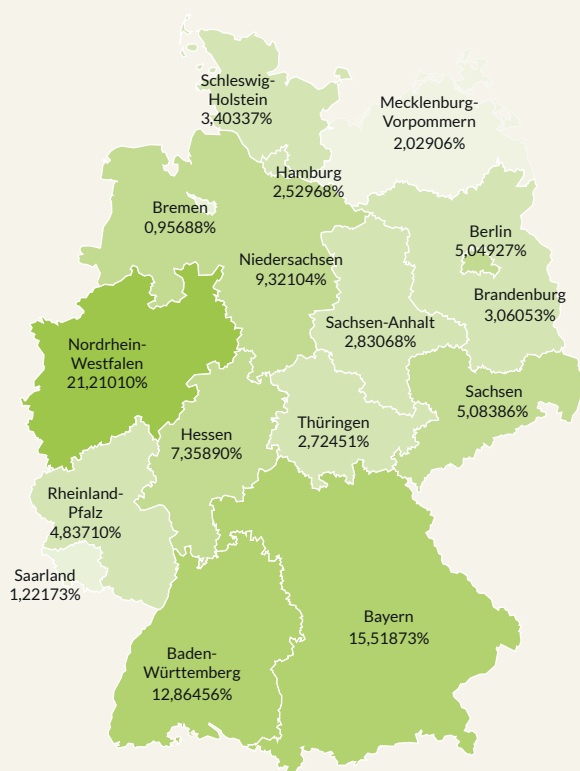 Schleswig-
Holstein
3,40337%
Mecklenburg-
Vorpommern
2,02906%
Hamburg
2,52968%
Bremen
0,95688%
Berlin
5,04927%
Niedersachsen
9,32104%
Brandenburg
3,06053%
Sachsen-Anhalt
2,83068%
Nordrhein-
Westfalen
21,21010%
Sachsen
5,08386%
Thüringen
2,72451%
Hessen
7,35890%
Rheinland-
Pfalz
4,83710%
Saarland
1,22173%
Bayern
15,51873%
Baden-
Württemberg
12,86456%